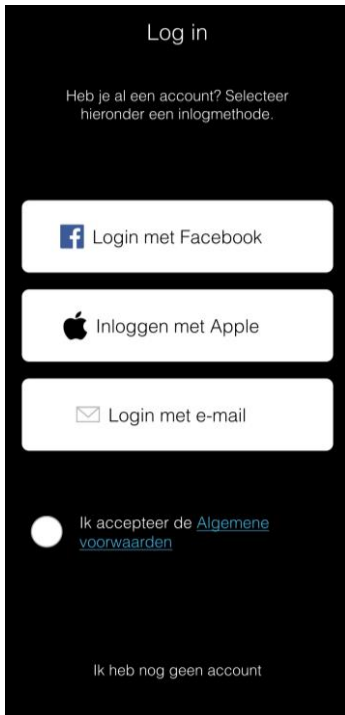 Log in
Heb je al een account? Selecteer
hieronder een inlogmethode.
Login met Facebook
Inloggen met Apple
Login met e-mail
Ik accepteer de Algemene
voorwaarden
Ik heb nog geen account